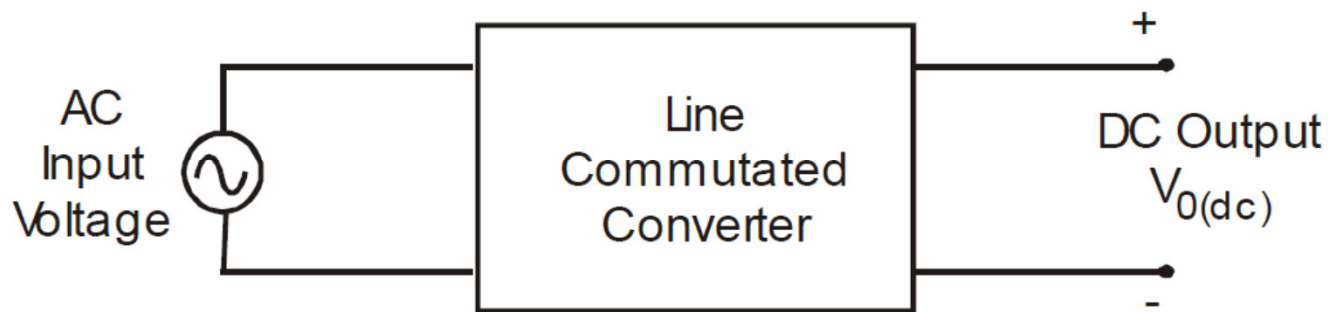 AC
Input
Voltage
Line
Commutated
Converter
+
DC Output
V0(dc)
-